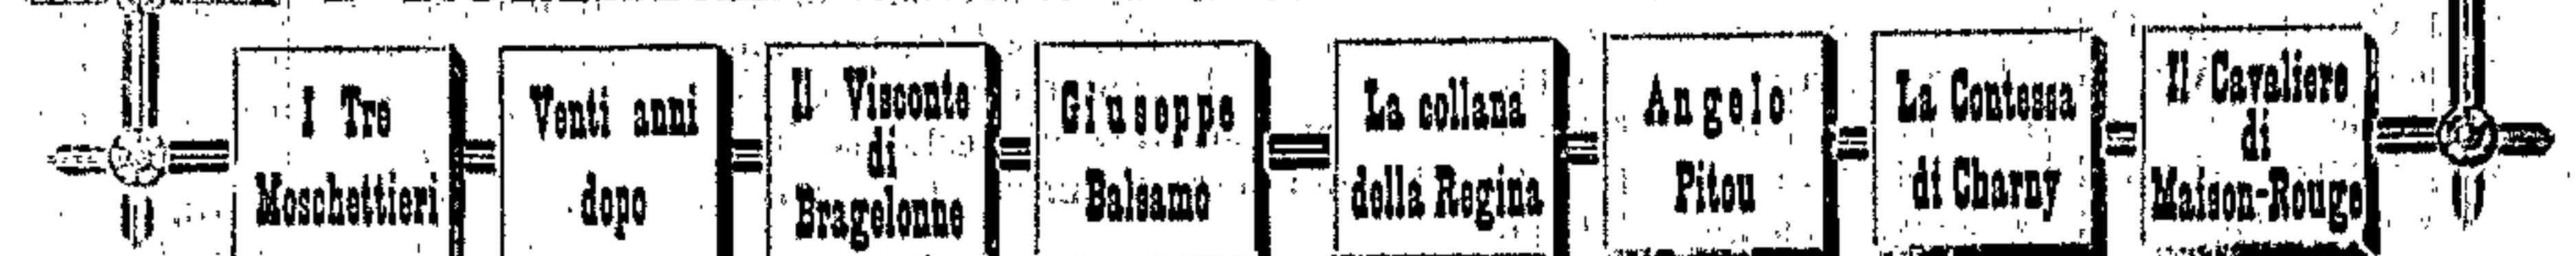 I Tre
Moschettieri
Venti anni
dopo
Il Visconte
di
Bragelonne
Giuseppe
Balsamo
La collana
della Regina
Angelo
Pitou
La Contessa
di Charny
Il Cavaliere
di
Maison-Rouge